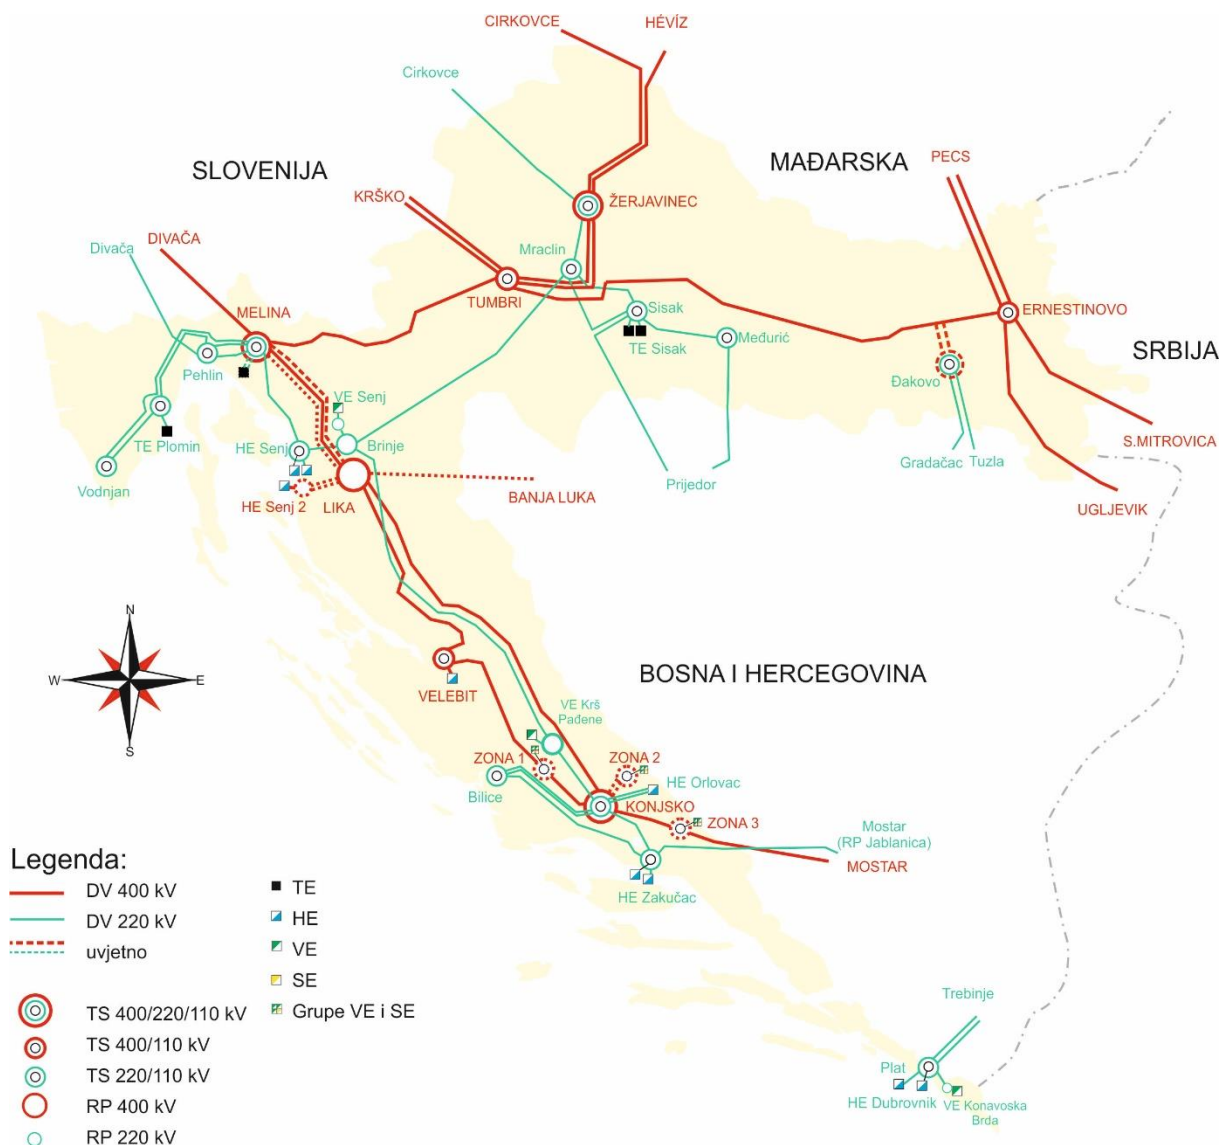 CIRKOVCE
HÉVÍZ
Cirkovce
SLOVENIJA
MAĐARSKA
PECS
KRŠKO
ŽERJAVINEC
DIVAČA
Divača
Mraclin
MELINA
TUMBRI
Sisak
ERNESTINOVO
Pehlin
TE Sisak
Međurić
SRBIJA
Đakovo
VE Senj
TE Plomin
HE Senj
Brinje
S.MITROVICA
Gradačac
Tuzla
Vodnjan
Prijedor
BANJA LUKA
HE Senj 2
LIKA
UGLJEVIK
N
W
E
S
BOSNA I HERCEGOVINA
VELEBIT
VE Krš
Pađene
ZONA 1
ZONA 2
HE Orlovac
Bilice
KONJSKO
ZONA 3
Mostar
(RP Jablanica)
MOSTAR
HE Zakučac
Legenda:
DV 400 kV
DV 220 kV
uvjetno
TS 400/220/110 kV
TS 400/110 kV
TS 220/110 kV
RP 400 kV
RP 220 kV
TE
HE
VE
SE
Grupe VE i SE
Trebinje
Plat
HE Dubrovnik
VE Konavoska
Brda